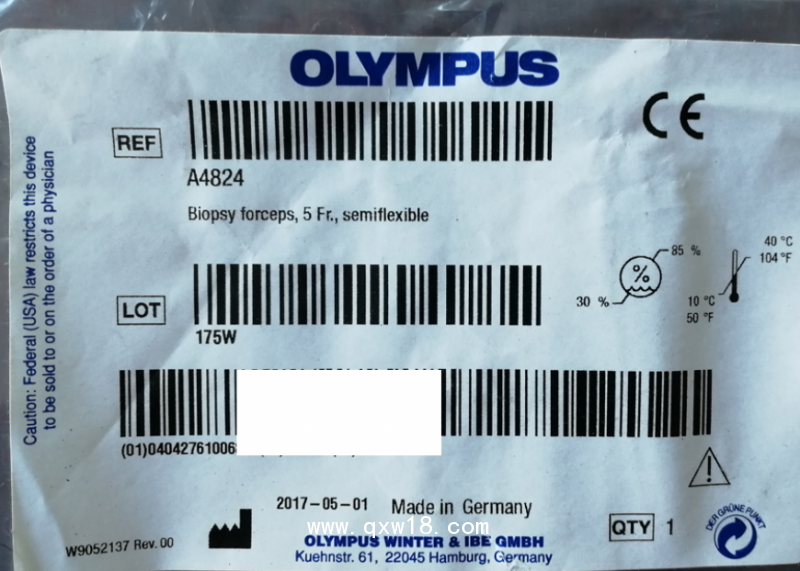 OLYMPUS
REF
CE
A4824
Biopsy forceps, 5 Fr., semiflexible
85 %
%
30 %
40 °C
104 °F
10 °C
50 °F
LOT
175W
(01)0404276100
Caution: Federal (USA) law restricts this device
to be sold to or on the order of a physician
2017-05-01
Made in Germany
www.qxw18.com
QTY 1
DER GRÜNE PUNKT
W9052137 Rev. 00
OLYMPUS WINTER & IBE GMBH
Kuehnstr. 61, 22045 Hamburg, Germany